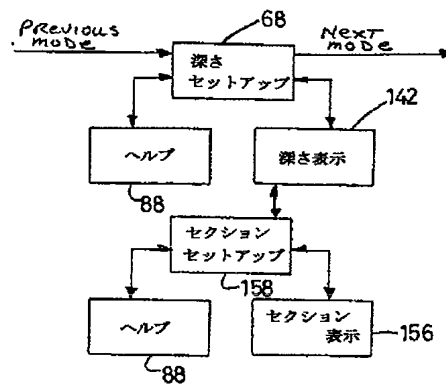 PREVIOUS
MODE
68
NEXT
MODE
深さ
セットアップ
142
ヘルプ
深さ表示
88
セクション
セットアップ
158
ヘルプ
セクション
表示
156
88